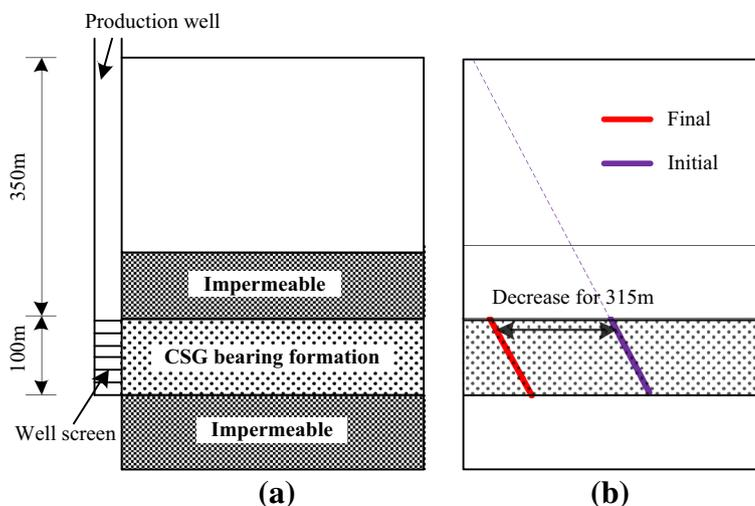 Production well
350m
100m
Impermeable
CSG bearing formation
Well screen
Impermeable
(a)
Final
Initial
Decrease for 315m
(b)